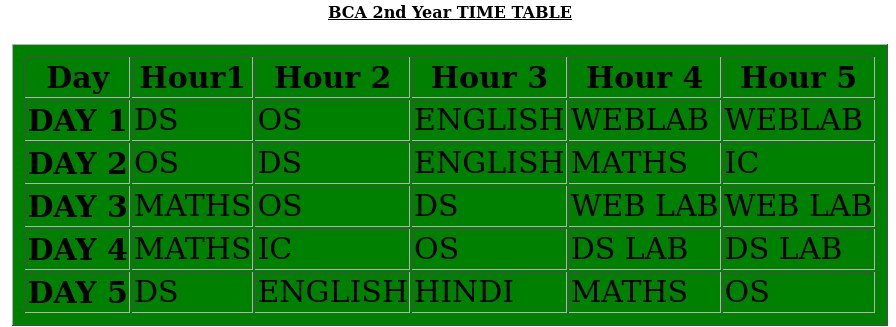 BCA 2nd Year TIME TABLE
Day Hour1 Hour 2 Hour 3 Hour 4 Hour 5
DAY 1 DS OS ENGLISH WEBLAB WEBLAB
DAY 2 OS DS ENGLISH MATHS IC
DAY 3 MATHS OS DS WEB LAB WEB LAB
DAY 4 MATHS IC OS DS LAB DS LAB
DAY 5 DS ENGLISH HINDI MATHS OS